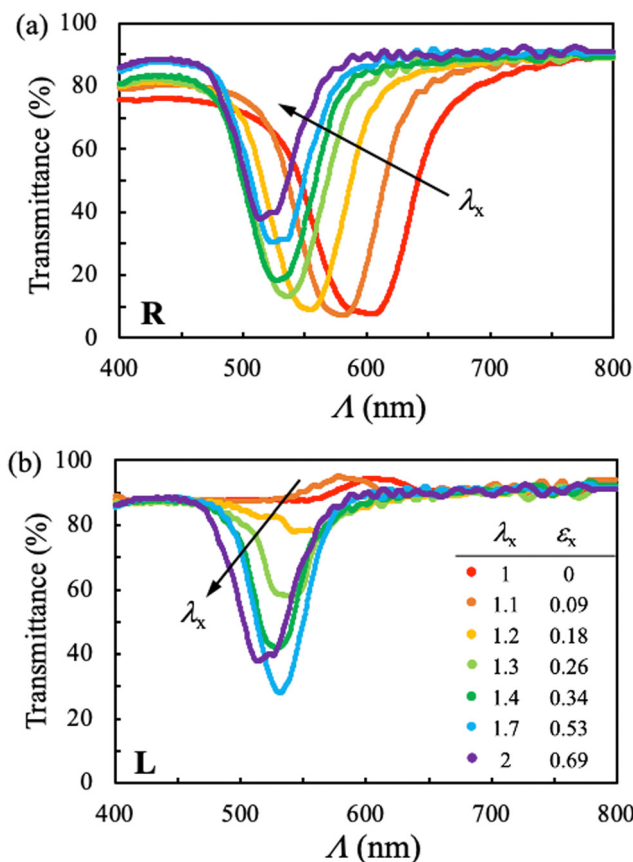 (a)
100
80
60
40
20
0
Transmittance (%)
λx
R
400 500 600 700 800
Λ (nm)
(b)
100
80
60
40
20
0
Transmittance (%)
λx
L
λx εx
1 0
1.1 0.09
1.2 0.18
1.3 0.26
1.4 0.34
1.7 0.53
2 0.69
400 500 600 700 800
Λ (nm)